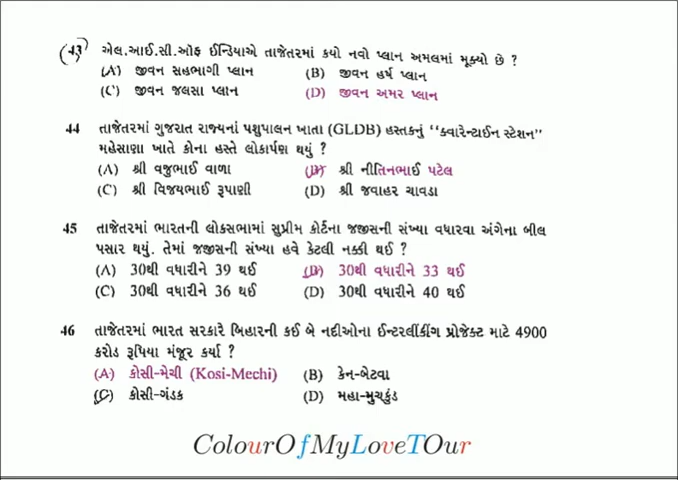 43 એલ.આઈ.સી.ઓફ ઈન્ડિયાએ તાજેતરમાં કયો નવો પ્લાન અમલમાં મૂક્યો છે ?
(A) જીવન સહભાગી પ્લાન (B) જીવન હર્ષ પ્લાન
(C) જીવન જલસા પ્લાન (D) જીવન અમર પ્લાન
44 તાજેતરમાં ગુજરાત રાજ્યનાં પશુપાલન ખાતા (GLDB) હસ્તકનું ‘‘ક્વારેન્ટાઈન સ્ટેશન’’
મહેસાણા ખાતે કોના હસ્તે લોકાર્પણ થયું ?
(A) શ્રી વજુભાઈ વાળા (B) શ્રી નીતિનભાઈ પટેલ
(C) શ્રી વિજયભાઈ રૂપાણી (D) શ્રી જવાહર ચાવડા
45 તાજેતરમાં ભારતની લોકસભામાં સુપ્રીમ કોર્ટના જજીસની સંખ્યા વધારવા અંગેના બીલ
પસાર થયું. તેમાં જજીસની સંખ્યા હવે કેટલી નક્કી થઈ ?
(A) 30થી વધારીને 39 થઈ (B) 30થી વધારીને 33 થઈ
(C) 30થી વધારીને 36 થઈ (D) 30થી વધારીને 40 થઈ
46 તાજેતરમાં ભારત સરકારે બિહારની કઈ બે નદીઓના ઈન્ટરલીંકીંગ પ્રોજેક્ટ માટે 4900
કરોડ રૂપિયા મંજૂર કર્યા ?
(A) કોસી-મેચી (Kosi-Mechi) (B) કેન-બેટવા
(C) કોસી-ગંડક (D) મહા-મુચકુંડ
ColourOfMyLoveTOur